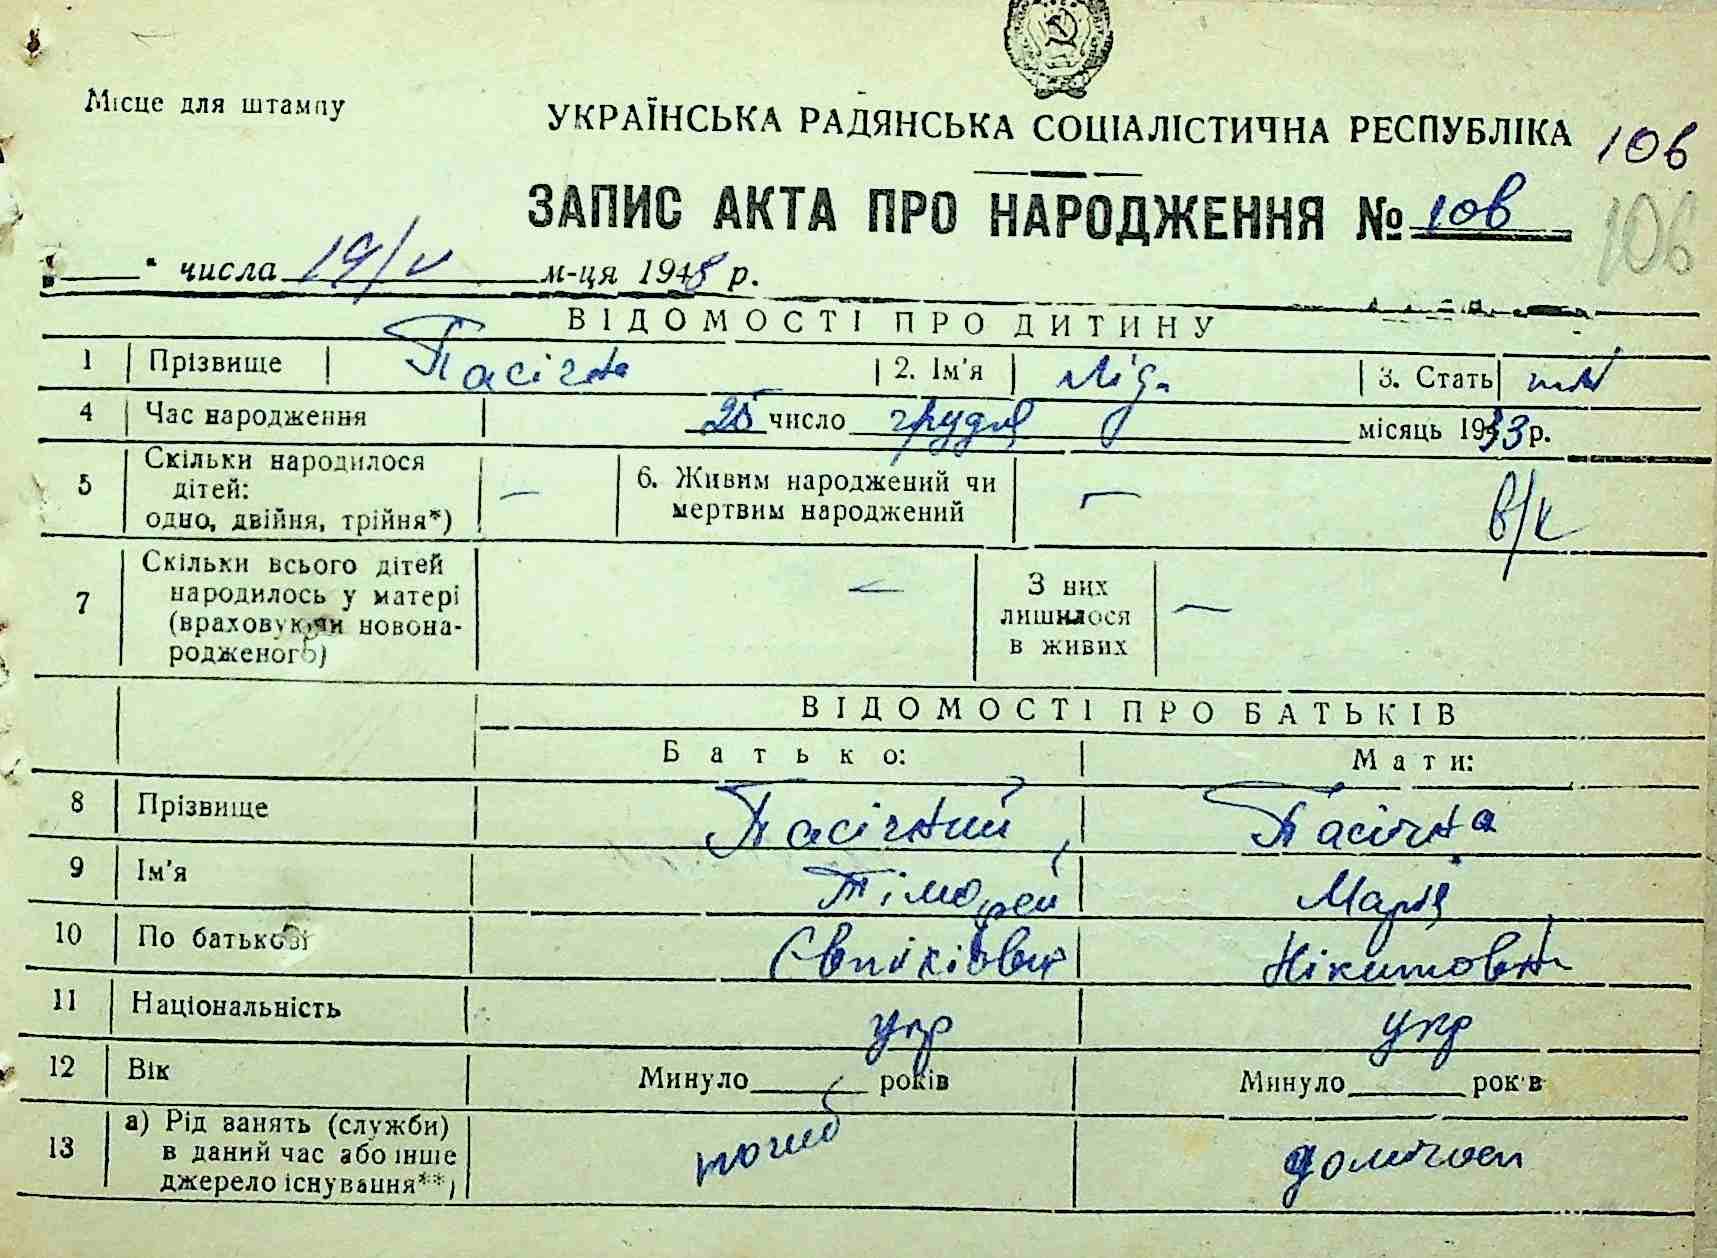 Місце для штампу
УКРАЇНСЬКА РАДЯНСЬКА СОЦІАЛІСТИЧНА РЕСПУБЛІКА 106
ЗАПИС АКТА ПРО НАРОДЖЕННЯ № 106 106
" числа 19/V м-ця 1948 р.
ВІДОМОСТІ ПРО ДИТИНУ
1 Прізвище Пасічна 2. Ім'я Ліда 3. Стать
4 Час народження 25 число грудня місяць 1933 р.
5 Скільки народилося дітей: одно, двійня, трійня*) — 6. Живим народжений чи мертвим народжений — в/к
7 Скільки всього дітей народилось у матері (враховуючи новонародженого) — З них лишилося в живих —
ВІДОМОСТІ ПРО БАТЬКІВ
Батько: Мати:
8 Прізвище Пасічний Пасічна
9 Ім'я Тімофей Марія
10 По батькові Нікитовна
11 Національність укр укр
12 Вік Минуло років Минуло років
13 а) Рід занять (служби) в даний час або інше джерело існування**) погиб